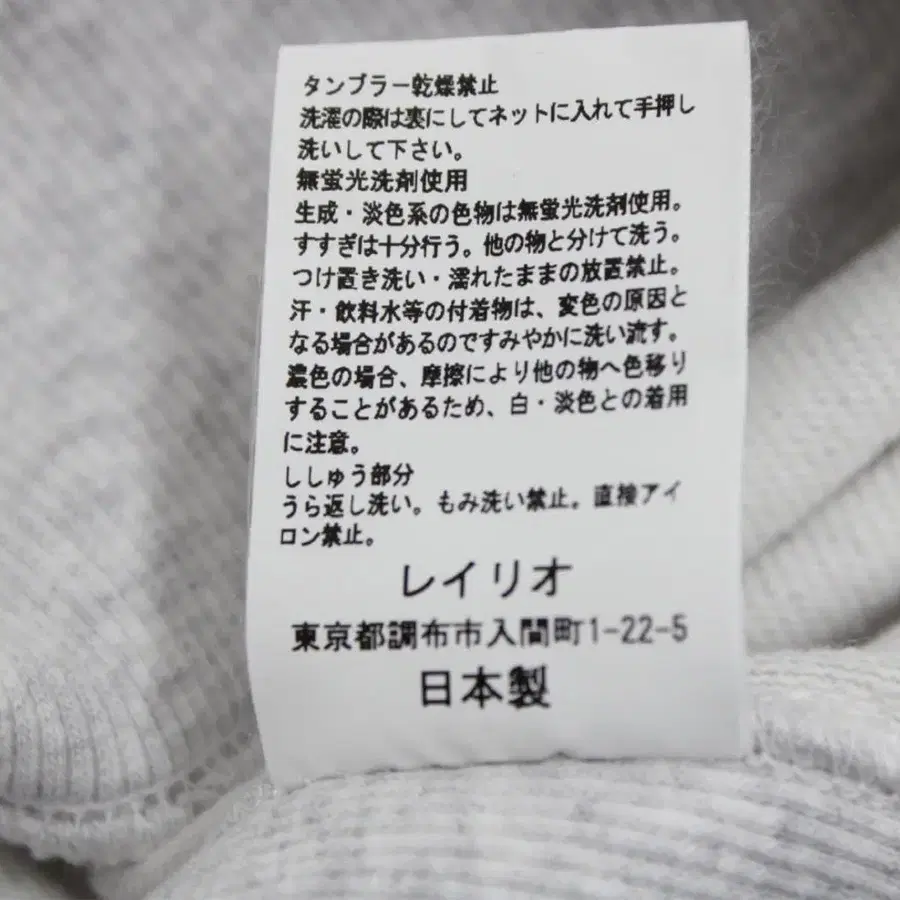 タンブラー乾燥禁止
洗濯の際は裏にしてネットに入れて手押し
洗いして下さい。
無蛍光洗剤使用
生成・淡色系の色物は無蛍光洗剤使用。
すすぎは十分行う。他の物と分けて洗う。
つけ置き洗い・濡れたままの放置禁止。
汗・飲料水等の付着物は、変色の原因と
なる場合があるのですみやかに洗い流す。
濃色の場合、摩擦により他の物へ色移り
することがあるため、白・淡色との着用
に注意。
ししゅう部分
うら返し洗い。もみ洗い禁止。直接アイ
ロン禁止。
レイリオ
東京都調布市入間町1-22-5
日本製